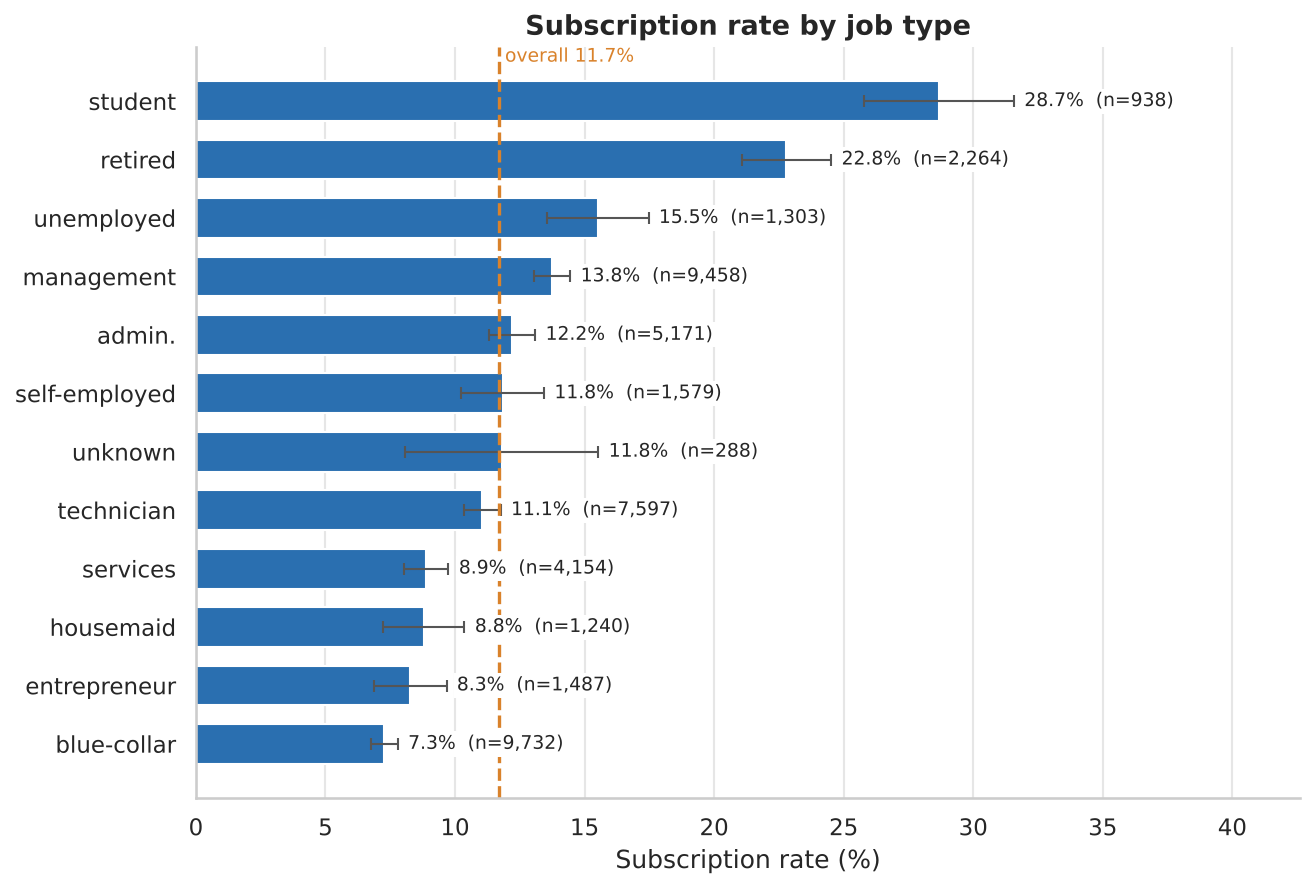 Subscription rate by job type
overall 11.7%
student 28.7% (n=938)
retired 22.8% (n=2,264)
unemployed 15.5% (n=1,303)
management 13.8% (n=9,458)
admin. 12.2% (n=5,171)
self-employed 11.8% (n=1,579)
unknown 11.8% (n=288)
technician 11.1% (n=7,597)
services 8.9% (n=4,154)
housemaid 8.8% (n=1,240)
entrepreneur 8.3% (n=1,487)
blue-collar 7.3% (n=9,732)
0 5 10 15 20 25 30 35 40
Subscription rate (%)